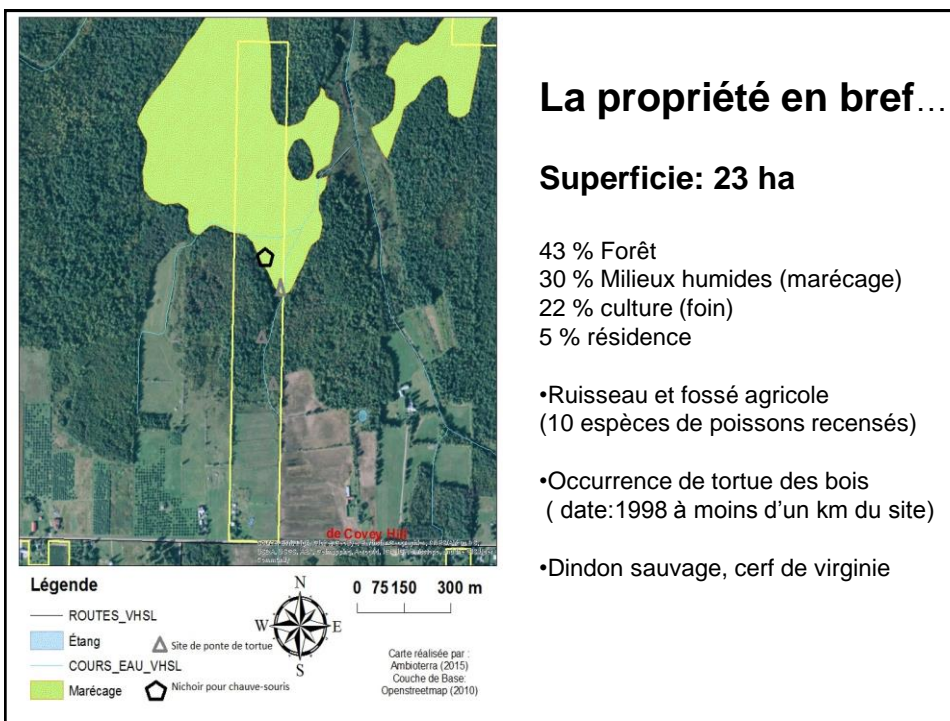 La propriété en bref...
Superficie: 23 ha
43 % Forêt
30 % Milieux humides (marécage)
22 % culture (foin)
5 % résidence
•Ruisseau et fossé agricole
(10 espèces de poissons recensés)
•Occurrence de tortue des bois
( date:1998 à moins d'un km du site)
•Dindon sauvage, cerf de virginie
de Covey Hill
Légende
ROUTES_VHSL
Étang
Site de ponte de tortue
COURS_EAU_VHSL
Marécage
Nichoir pour chauve-souris
N
W
E
S
0 75 150 300 m
Carte réalisée par :
Ambioterra (2015)
Couche de Base:
Openstreetmap (2010)